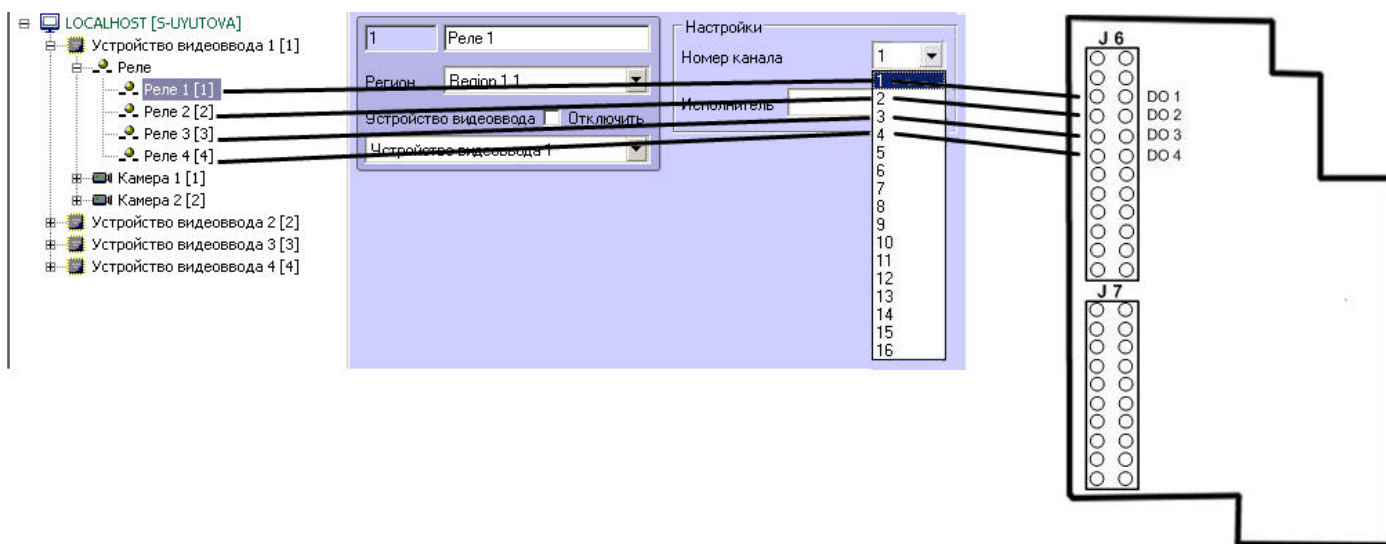 LOCALHOST [S-UYUTOVA]
Устройство видеоввода 1 [1]
Реле
Реле 1 [1]
Реле 2 [2]
Реле 3 [3]
Реле 4 [4]
Камера 1 [1]
Камера 2 [2]
Устройство видеоввода 2 [2]
Устройство видеоввода 3 [3]
Устройство видеоввода 4 [4]
1
Реле 1
Регион
Region 1.1
Устройство видеоввода
Отключить
Устройство видеоввода 1
Настройки
Номер канала
1
Исполнитель
1
2
3
4
5
6
7
8
9
10
11
12
13
14
15
16
J 6
DO 1
DO 2
DO 3
DO 4
J 7